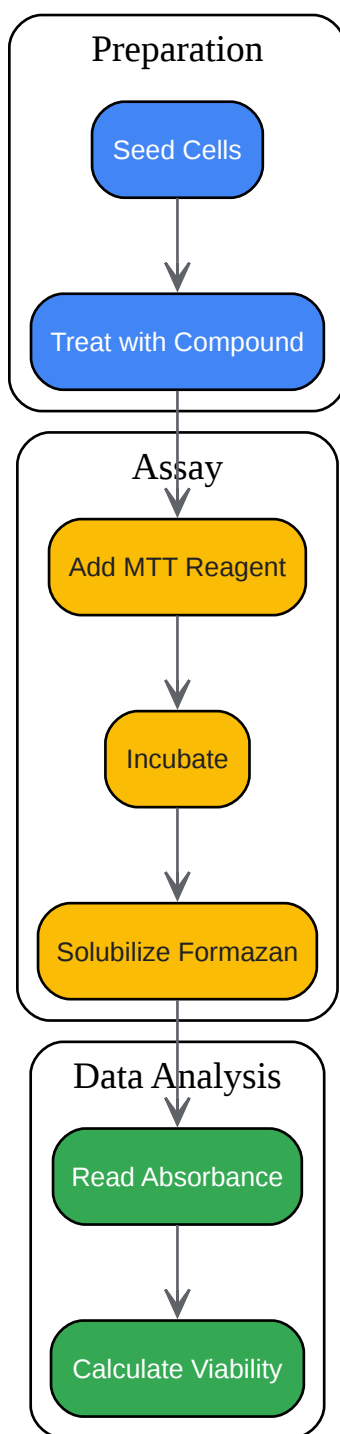 Preparation
Seed Cells
Treat with Compound
Assay
Add MTT Reagent
Incubate
Solubilize Formazan
Data Analysis
Read Absorbance
Calculate Viability